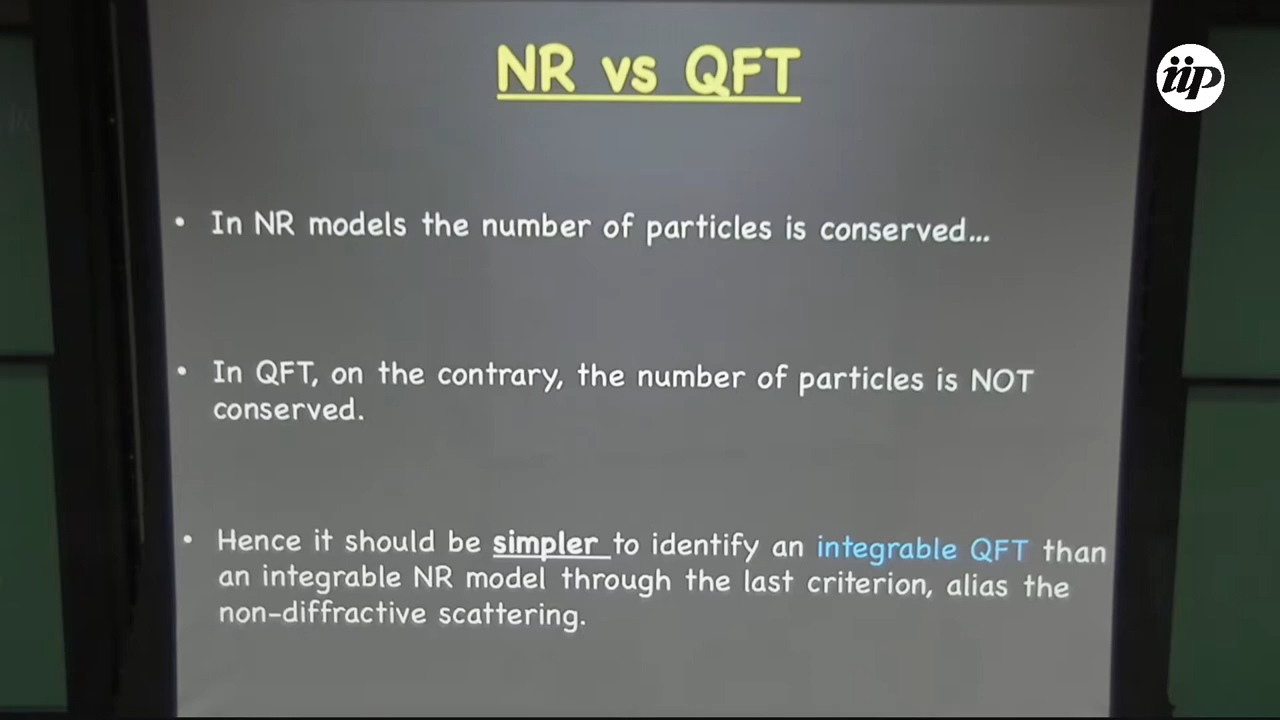 NR vs QFT
iip
• In NR models the number of particles is conserved...
• In QFT, on the contrary, the number of particles is NOT
conserved.
• Hence it should be simpler to identify an integrable QFT than
an integrable NR model through the last criterion, alias the
non-diffractive scattering.